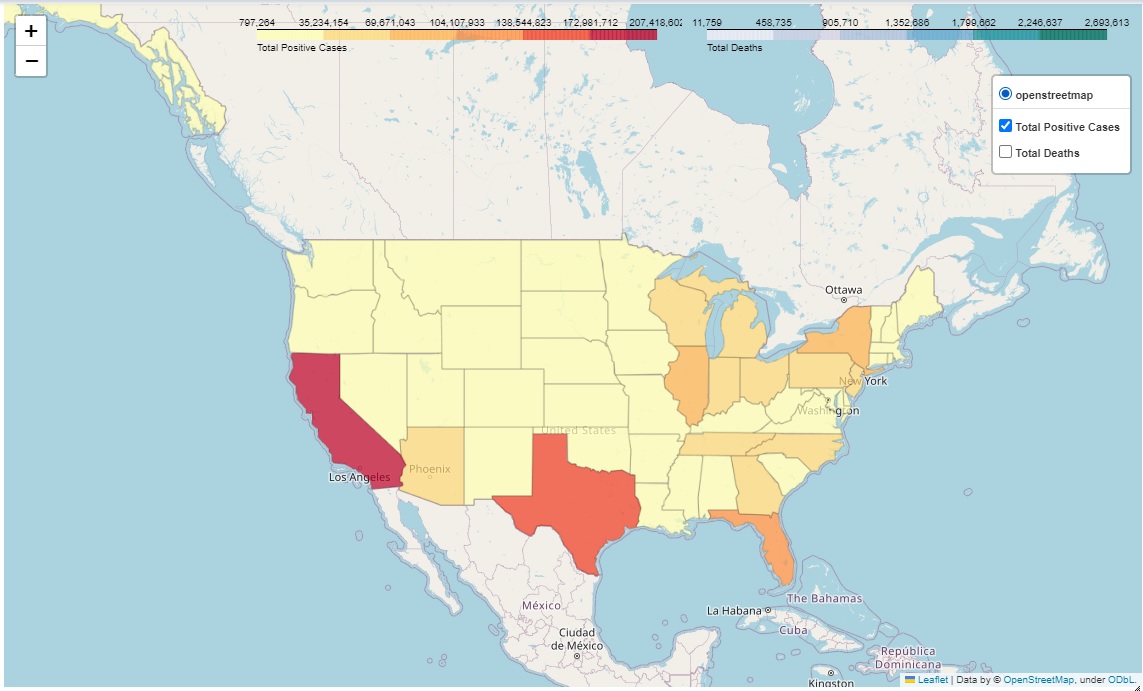 +
−
797,264 35,234,154 69,671,043 104,107,933 138,544,823 172,981,712 207,418,602
Total Positive Cases
11,759 458,735 905,710 1,352,686 1,799,662 2,246,637 2,693,613
Total Deaths
openstreetmap
Total Positive Cases
Total Deaths
Ottawa
New York
Washington
United States
Phoenix
Los Angeles
The Bahamas
México
La Habana
Cuba
Ciudad
de México
República
Dominicana
Kingston
Leaflet | Data by © OpenStreetMap, under ODbL.